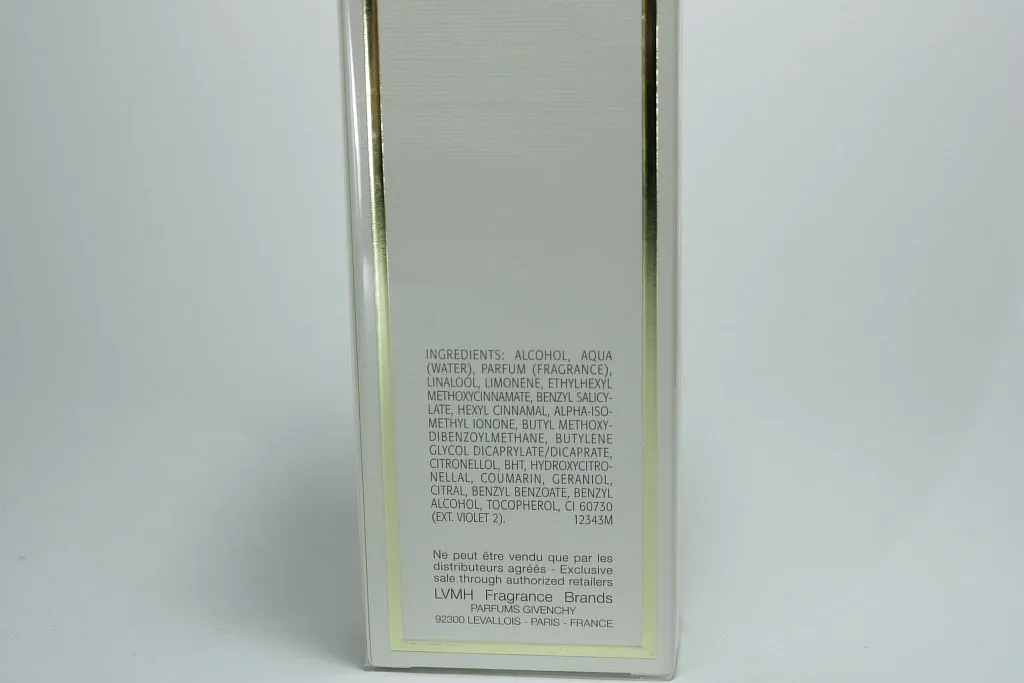 INGREDIENTS: ALCOHOL, AQUA
(WATER), PARFUM (FRAGRANCE),
LINALOOL, LIMONENE, ETHYLHEXYL
METHOXYCINNAMATE, BENZYL SALICY-
LATE, HEXYL CINNAMAL, ALPHA-ISO-
METHYL IONONE, BUTYL METHOXY-
DIBENZOYLMETHANE, BUTYLENE
GLYCOL DICAPRYLATE/DICAPRATE,
CITRONELLOL, BHT, HYDROXYCITRO-
NELLAL, COUMARIN, GERANIOL,
CITRAL, BENZYL BENZOATE, BENZYL
ALCOHOL, TOCOPHEROL, CI 60730
(EXT. VIOLET 2). 12343M
Ne peut être vendu que par les
distributeurs agréés - Exclusive
sale through authorized retailers
LVMH Fragrance Brands
PARFUMS GIVENCHY
92300 LEVALLOIS - PARIS - FRANCE